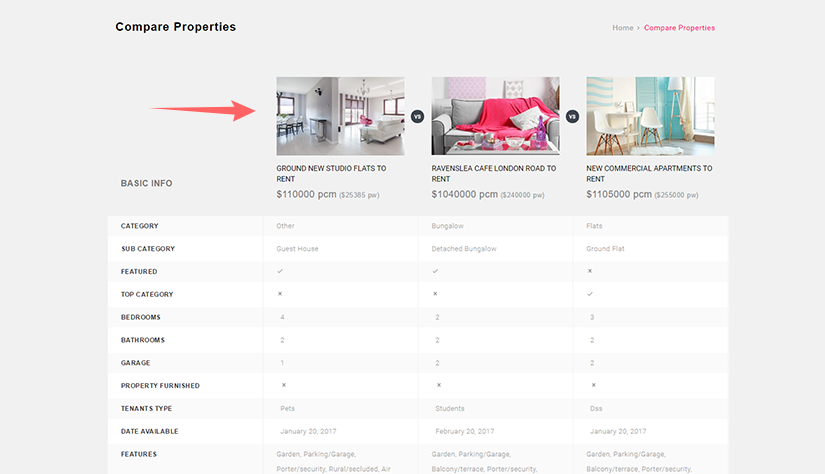 Compare Properties
Home › Compare Properties
VS VS
GROUND NEW STUDIO FLATS TO
RENT
$110000 pcm ($25385 pw)
RAVENSLEA CAFE LONDON ROAD TO
RENT
$1040000 pcm ($240000 pw)
NEW COMMERCIAL APARTMENTS TO
RENT
$1105000 pcm ($255000 pw)
BASIC INFO
CATEGORY Other Bungalow Flats
SUB CATEGORY Guest House Detached Bungalow Ground Flat
FEATURED ✓ ✓ ×
TOP CATEGORY × × ✓
BEDROOMS 4 2 3
BATHROOMS 2 2 2
GARAGE 1 2 2
PROPERTY FURNISHED × × ×
TENANTS TYPE Pets Students Dss
DATE AVAILABLE January 20, 2017 February 20, 2017 January 20, 2017
FEATURES Garden, Parking/Garage, Garden, Parking/Garage, Garden, Parking/Garage,
Porter/security, Rural/secluded, Air Balcony/terrace, Porter/security, Balcony/terrace, Porter/security,